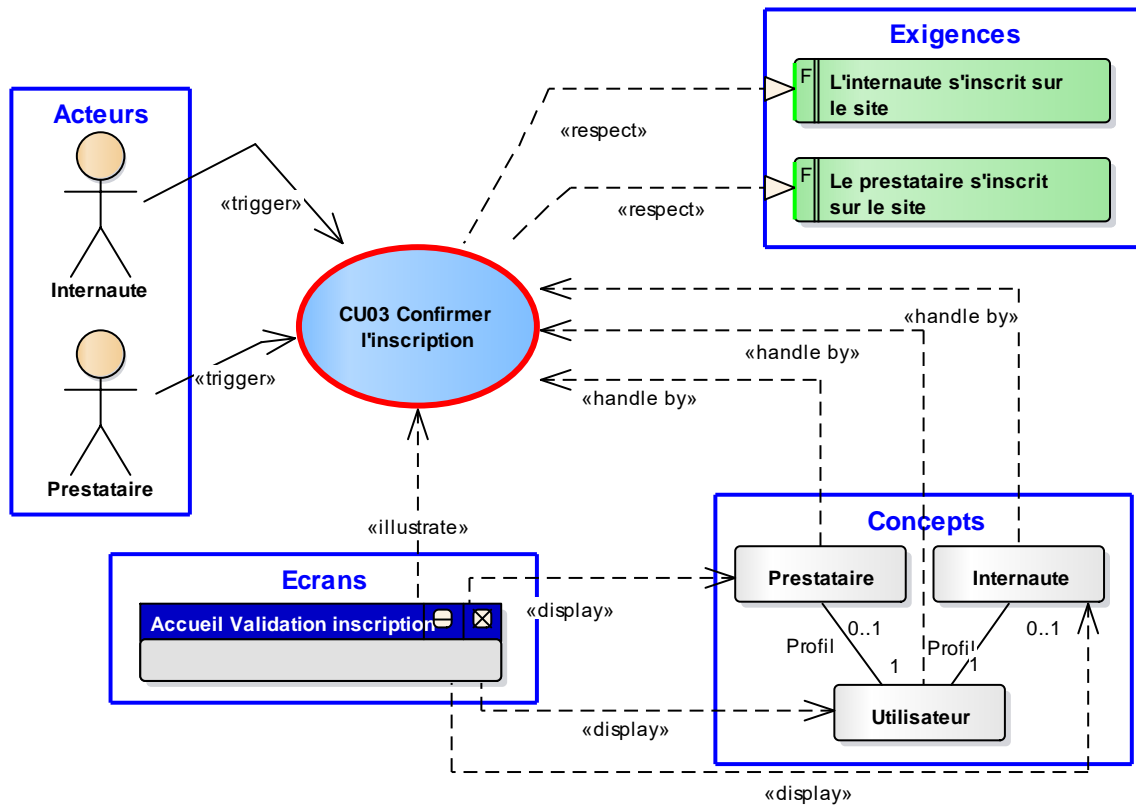 Exigences
F
L'internaute s'inscrit sur
le site
F
Le prestataire s'inscrit
sur le site
Acteurs
Internaute
Prestataire
«trigger»
«trigger»
«respect»
«respect»
CU03 Confirmer
l'inscription
«handle by»
«handle by»
«handle by»
«illustrate»
Ecrans
Accueil Validation inscription
«display»
«display»
«display»
Concepts
Prestataire
Internaute
0..1
0..1
Profil
Profil
1
1
Utilisateur